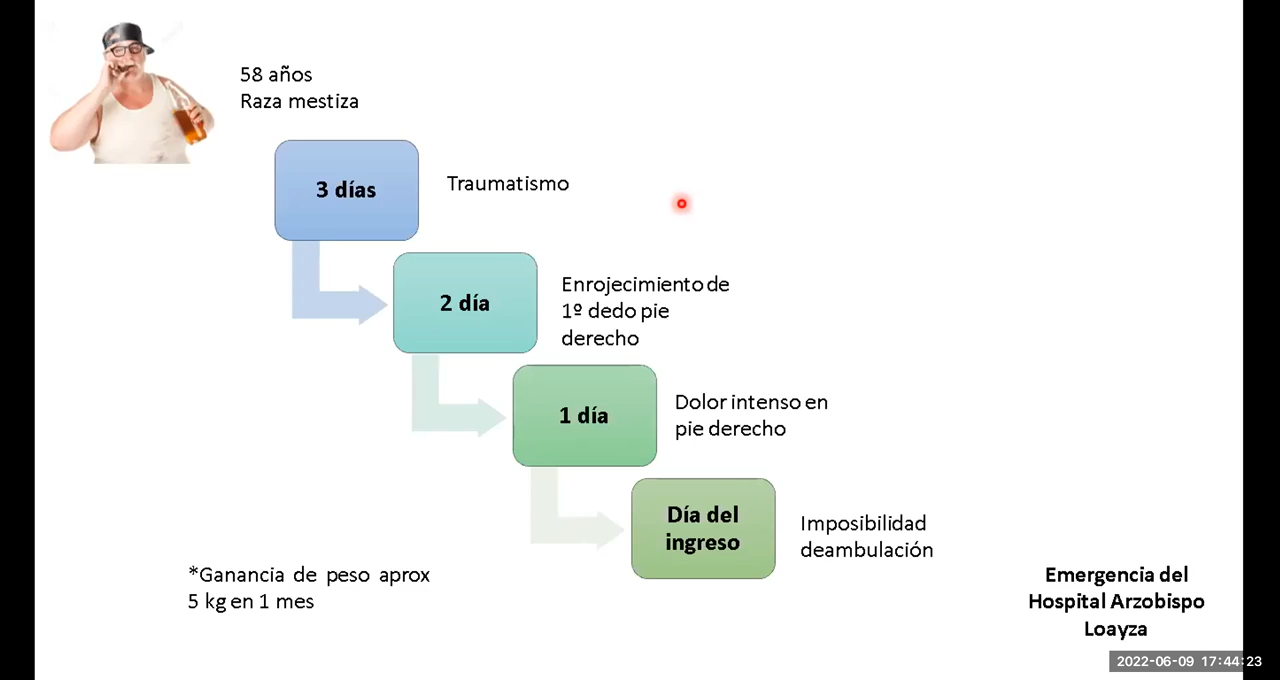 58 años
Raza mestiza
3 días
Traumatismo
2 día
Enrojecimiento de
1º dedo pie
derecho
1 día
Dolor intenso en
pie derecho
Día del
ingreso
Imposibilidad
deambulación
*Ganancia de peso aprox
5 kg en 1 mes
Emergencia del
Hospital Arzobispo
Loayza
2022-06-09 17:44:23